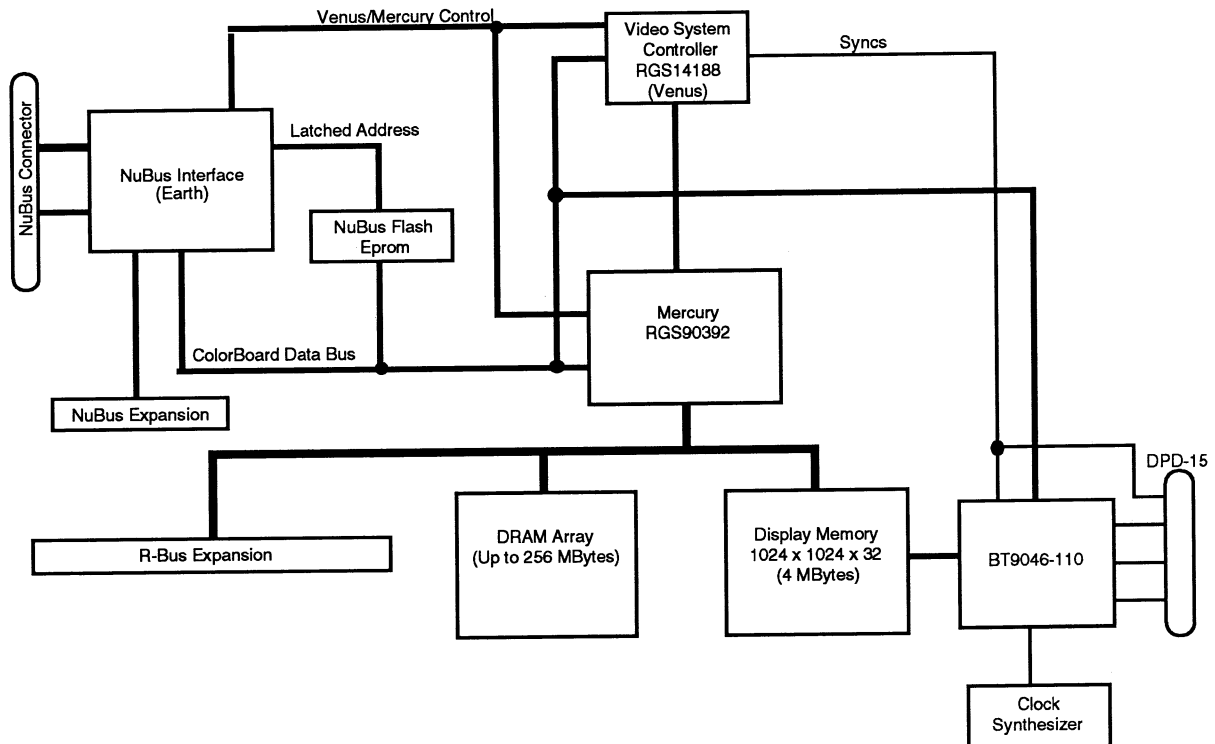 Venus/Mercury Control
Video System
Controller
RGS14188
(Venus)
Syncs
NuBus Connector
NuBus Interface
(Earth)
Latched Address
NuBus Flash
Eprom
Mercury
RGS90392
ColorBoard Data Bus
NuBus Expansion
DPD-15
R-Bus Expansion
DRAM Array
(Up to 256 MBytes)
Display Memory
1024 x 1024 x 32
(4 MBytes)
BT9046-110
Clock
Synthesizer